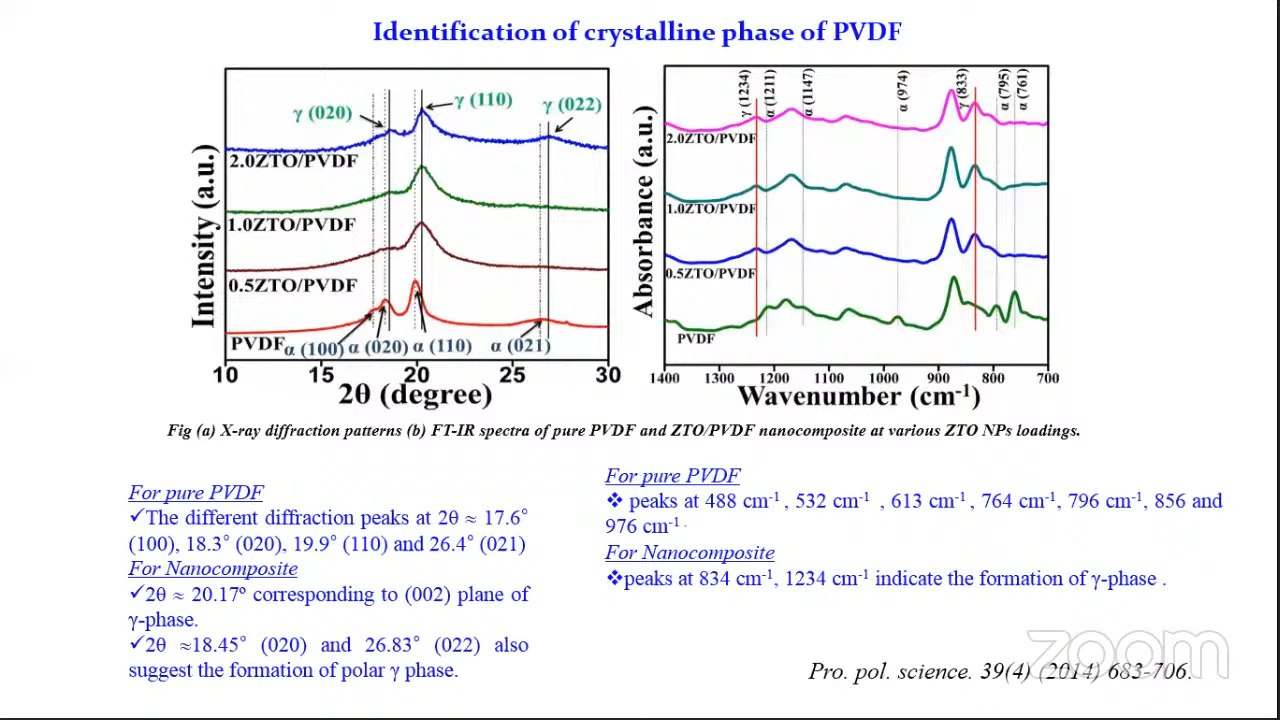 Identification of crystalline phase of PVDF
Intensity (a.u.)
γ (020)
γ (110)
γ (022)
2.0ZTO/PVDF
1.0ZTO/PVDF
0.5ZTO/PVDF
PVDF
α (100)
α (020)
α (110)
α (021)
10 15 20 25 30
2θ (degree)
Absorbance (a.u.)
γ (1234)
α (1211)
α (1147)
α (974)
γ (833)
α (795)
α (761)
2.0ZTO/PVDF
1.0ZTO/PVDF
0.5ZTO/PVDF
PVDF
1400 1300 1200 1100 1000 900 800 700
Wavenumber (cm⁻¹)
Fig (a) X-ray diffraction patterns (b) FT-IR spectra of pure PVDF and ZTO/PVDF nanocomposite at various ZTO NPs loadings.
For pure PVDF
✓The different diffraction peaks at 2θ ≈ 17.6°
(100), 18.3° (020), 19.9° (110) and 26.4° (021)
For Nanocomposite
✓2θ ≈ 20.17º corresponding to (002) plane of
γ-phase.
✓2θ ≈18.45° (020) and 26.83° (022) also
suggest the formation of polar γ phase.
For pure PVDF
❖ peaks at 488 cm⁻¹ , 532 cm⁻¹ , 613 cm⁻¹, 764 cm⁻¹, 796 cm⁻¹, 856 and
976 cm⁻¹ .
For Nanocomposite
❖peaks at 834 cm⁻¹, 1234 cm⁻¹ indicate the formation of γ-phase .
Pro. pol. science. 39(4) (2014) 683-706.
zoom